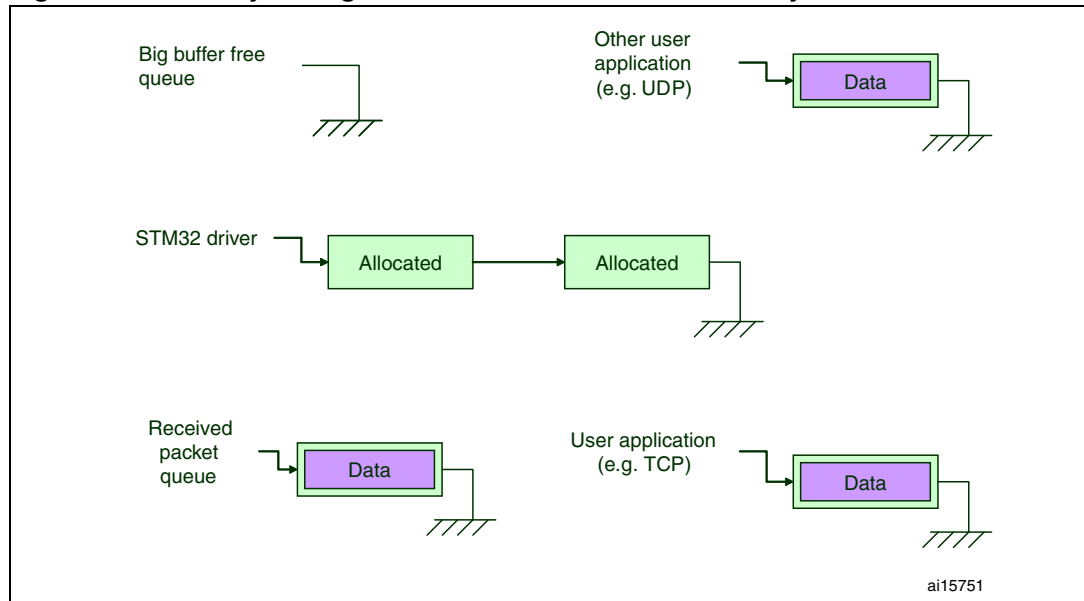 Big buffer free
queue
Other user
application
(e.g. UDP)
Data
STM32 driver
Allocated
Allocated
Received
packet
queue
Data
User application
(e.g. TCP)
Data
ai15751